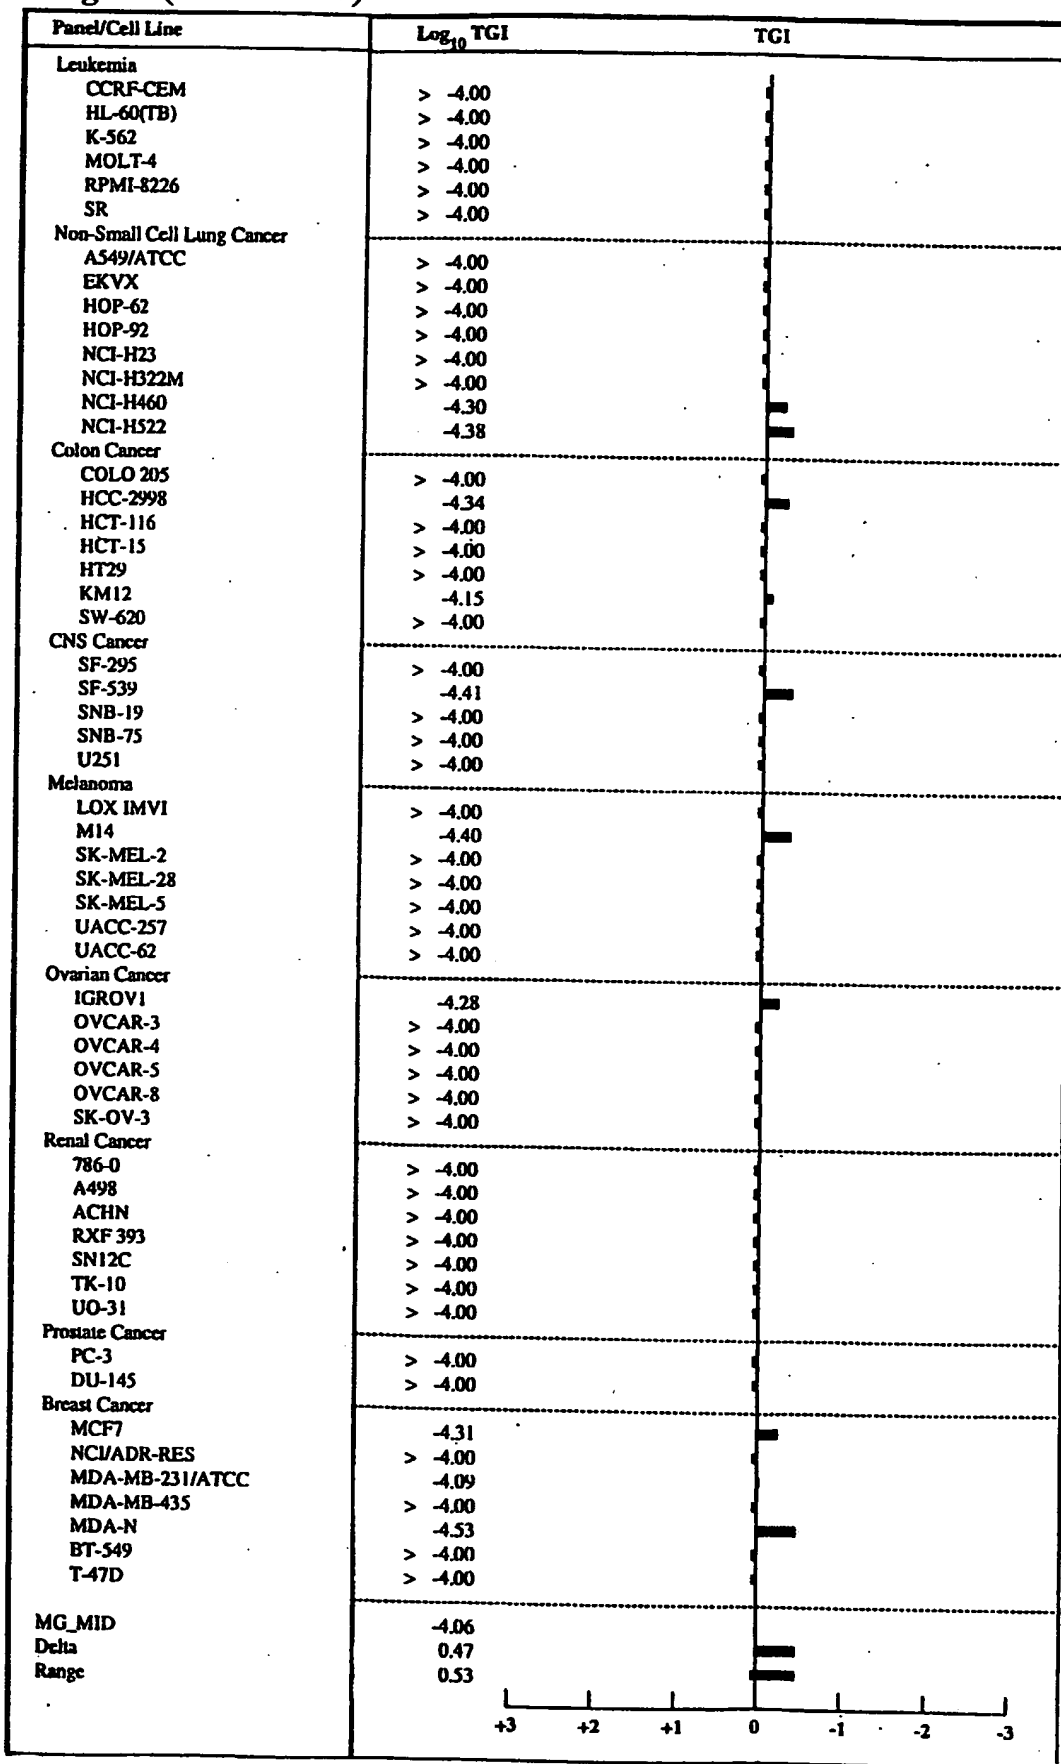 Panel/Cell Line Log10 TGI TGI
Leukemia
CCRF-CEM > -4.00
HL-60(TB) > -4.00
K-562 > -4.00
MOLT-4 > -4.00
RPMI-8226 > -4.00
SR > -4.00
Non-Small Cell Lung Cancer
A549/ATCC > -4.00
EKVX > -4.00
HOP-62 > -4.00
HOP-92 > -4.00
NCI-H23 > -4.00
NCI-H322M > -4.00
NCI-H460 -4.30
NCI-H522 -4.38
Colon Cancer
COLO 205 > -4.00
HCC-2998 -4.34
HCT-116 > -4.00
HCT-15 > -4.00
HT29 > -4.00
KM12 -4.15
SW-620 > -4.00
CNS Cancer
SF-295 > -4.00
SF-539 -4.41
SNB-19 > -4.00
SNB-75 > -4.00
U251 > -4.00
Melanoma
LOX IMVI > -4.00
M14 -4.40
SK-MEL-2 > -4.00
SK-MEL-28 > -4.00
SK-MEL-5 > -4.00
UACC-257 > -4.00
UACC-62 > -4.00
Ovarian Cancer
IGROV1 -4.28
OVCAR-3 > -4.00
OVCAR-4 > -4.00
OVCAR-5 > -4.00
OVCAR-8 > -4.00
SK-OV-3 > -4.00
Renal Cancer
786-0 > -4.00
A498 > -4.00
ACHN > -4.00
RXF 393 > -4.00
SN12C > -4.00
TK-10 > -4.00
UO-31 > -4.00
Prostate Cancer
PC-3 > -4.00
DU-145 > -4.00
Breast Cancer
MCF7 -4.31
NCI/ADR-RES > -4.00
MDA-MB-231/ATCC -4.09
MDA-MB-435 > -4.00
MDA-N -4.53
BT-549 > -4.00
T-47D > -4.00
MG_MID -4.06
Delta 0.47
Range 0.53
+3 +2 +1 0 -1 -2 -3